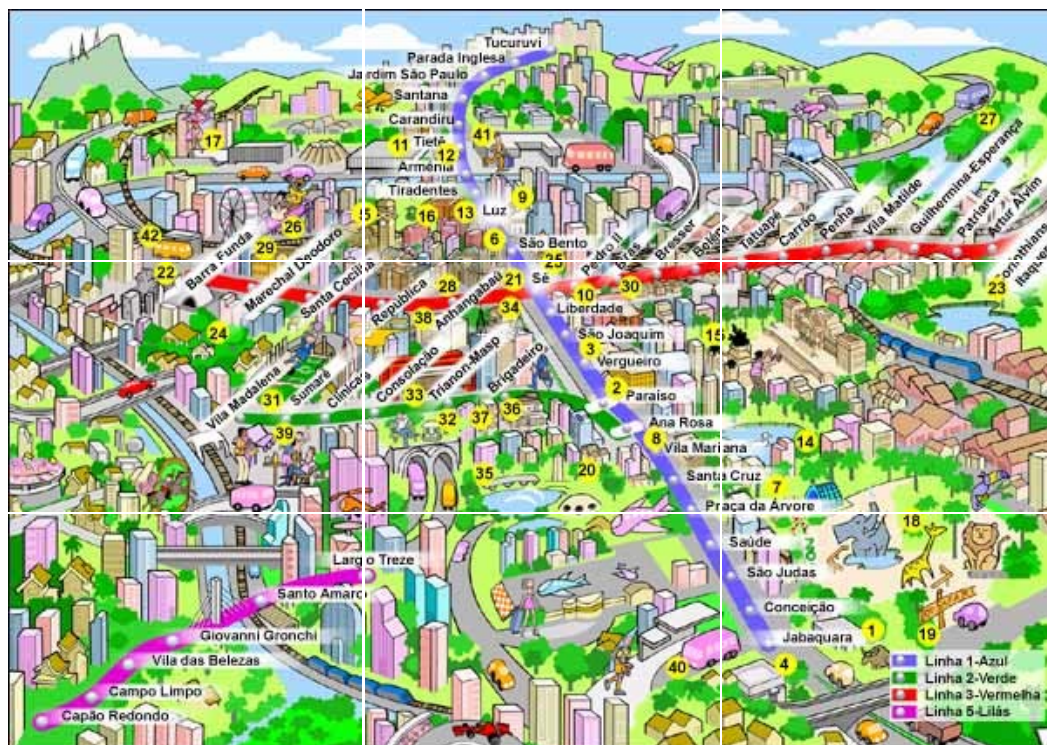 Tucuruvi
Parada Inglesa
Jardim São Paulo
Santana
Carandiru
41
27
17
11
Tietê
12
Armênia
Tiradentes
9
5
16
13
Luz
26
42
29
6
São Bento
25
Pedro II
Brás
Bresser
Belém
Tatuapé
Carrão
Penha
Vila Matilde
Guilhermina-Esperança
Patriarca
Artur Alvim
Corinthians
Itaquera
22
Barra Funda
Marechal Deodoro
Santa Cecília
República
28
Anhangabaú
21
Sé
10
30
23
38
34
Liberdade
24
São Joaquim
3
15
Vergueiro
Vila Madalena
31
Sumaré
Clínicas
Consolação
33
Trianon-Masp
Brigadeiro
2
Paraíso
32
37
36
Ana Rosa
39
8
Vila Mariana
14
35
20
Santa Cruz
7
Praça da Árvore
Saúde
ZOO
18
Largo Treze
São Judas
Santo Amaro
Conceição
Giovanni Gronchi
Jabaquara
1
19
Vila das Belezas
40
4
Campo Limpo
Capão Redondo
Linha 1-Azul
Linha 2-Verde
Linha 3-Vermelha
Linha 5-Lilás